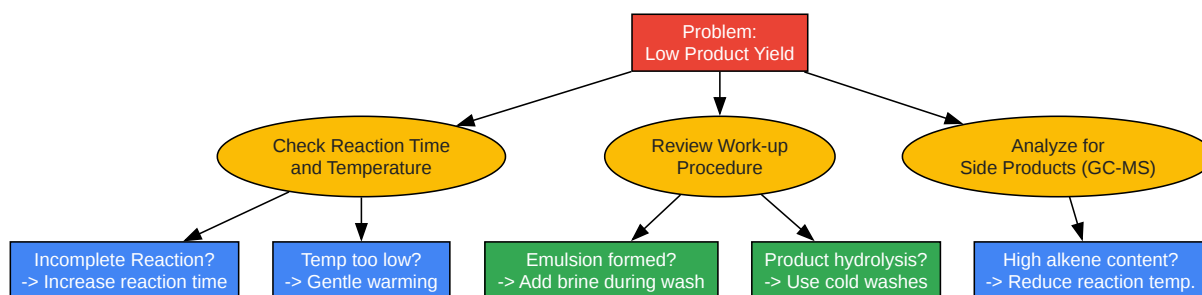 Problem:
Low Product Yield
Check Reaction Time
and Temperature
Review Work-up
Procedure
Analyze for
Side Products (GC-MS)
Incomplete Reaction?
-> Increase reaction time
Temp too low?
-> Gentle warming
Emulsion formed?
-> Add brine during wash
Product hydrolysis?
-> Use cold washes
High alkene content?
-> Reduce reaction temp.